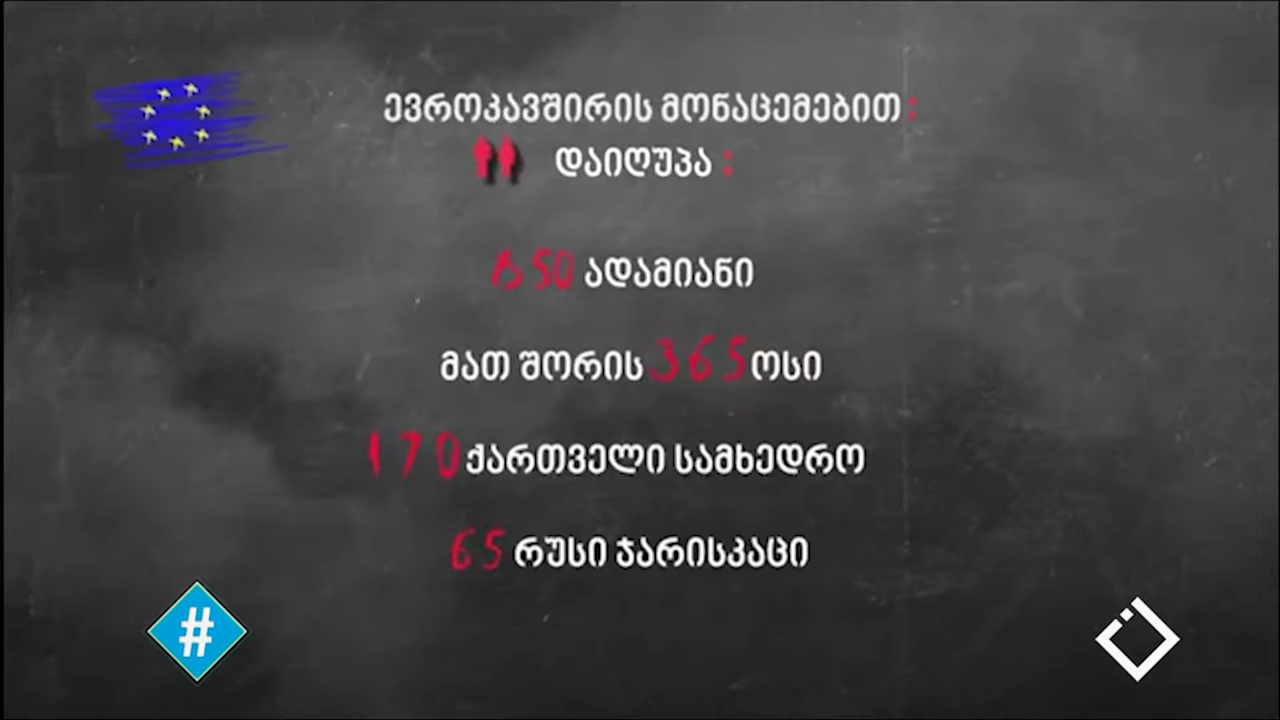 ევროკავშირის მონაცემებით :
დაიღუპა :
850 ადამიანი
მათ შორის 365 ოსი
170 ქართველი სამხედრო
65 რუსი ჯარისკაცი
#